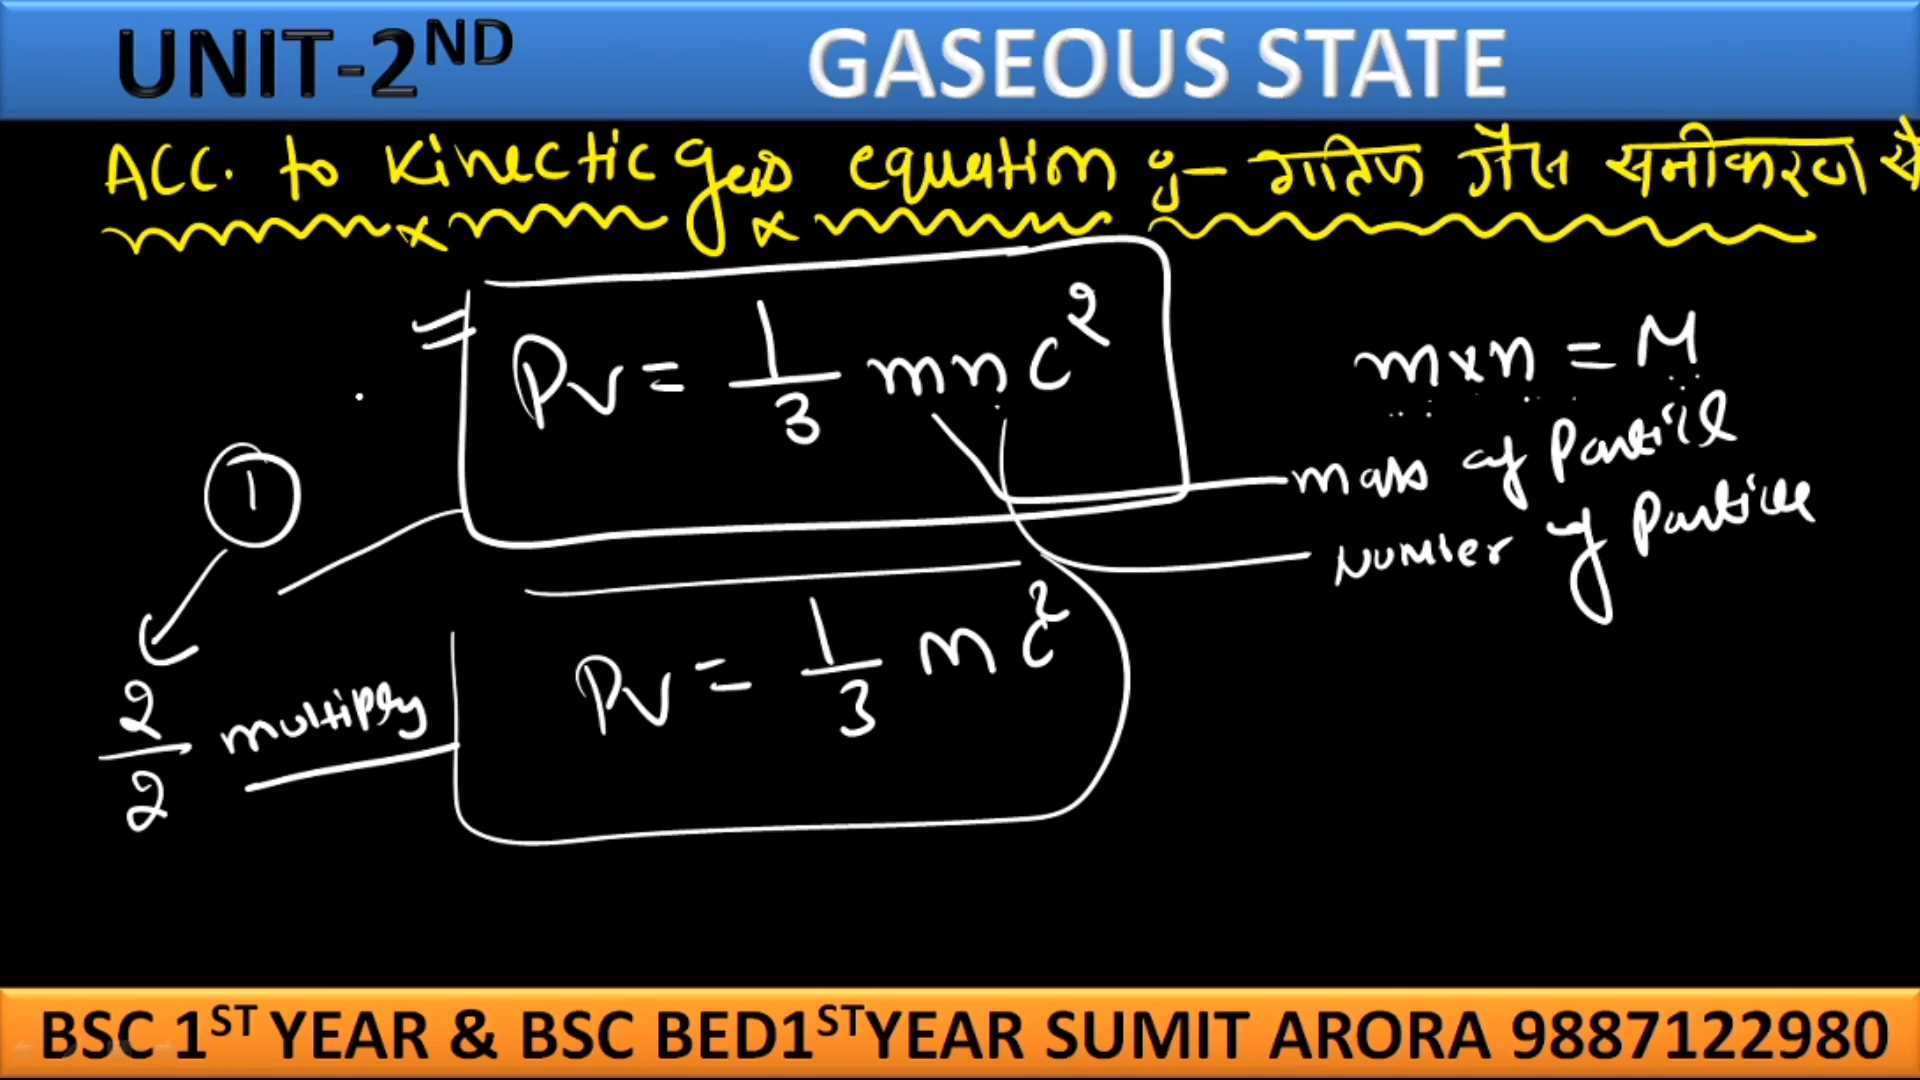 UNIT-2ND GASEOUS STATE
ACC. to Kinectic gas equation :- गतिज गैस समीकरण से
PV = 1/3 mnc²
m×n = M
mass of Particle
Number of Particle
1
PV = 1/3 m c²
2/2 multiply
BSC 1ST YEAR & BSC BED1STYEAR SUMIT ARORA 9887122980